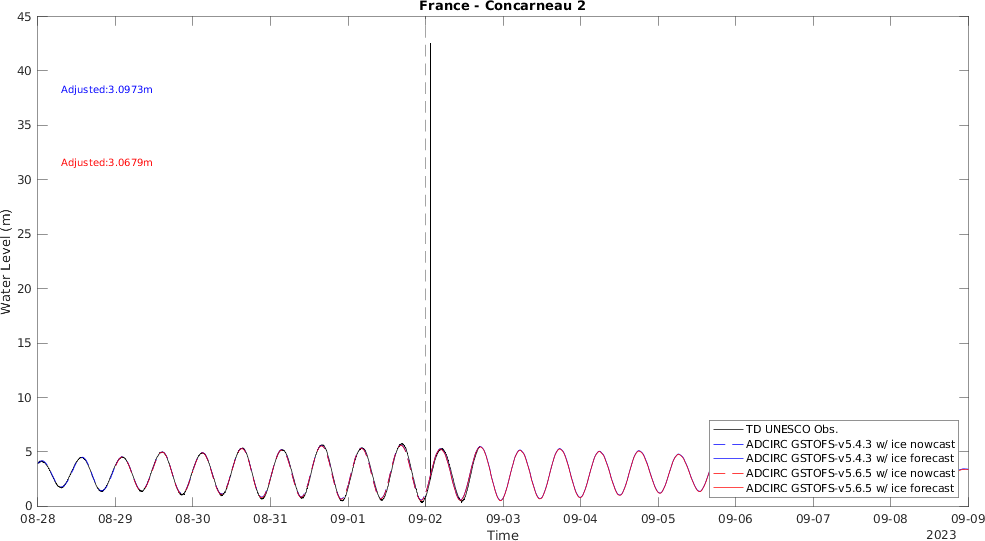 France - Concarneau 2
45
40
35
30
25
20
15
10
5
0
Water Level (m)
Adjusted:3.0973m
Adjusted:3.0679m
TD UNESCO Obs.
ADCIRC GSTOFS-v5.4.3 w/ ice nowcast
ADCIRC GSTOFS-v5.4.3 w/ ice forecast
ADCIRC GSTOFS-v5.6.5 w/ ice nowcast
ADCIRC GSTOFS-v5.6.5 w/ ice forecast
08-28 08-29 08-30 08-31 09-01 09-02 09-03 09-04 09-05 09-06 09-07 09-08 09-09
Time
2023